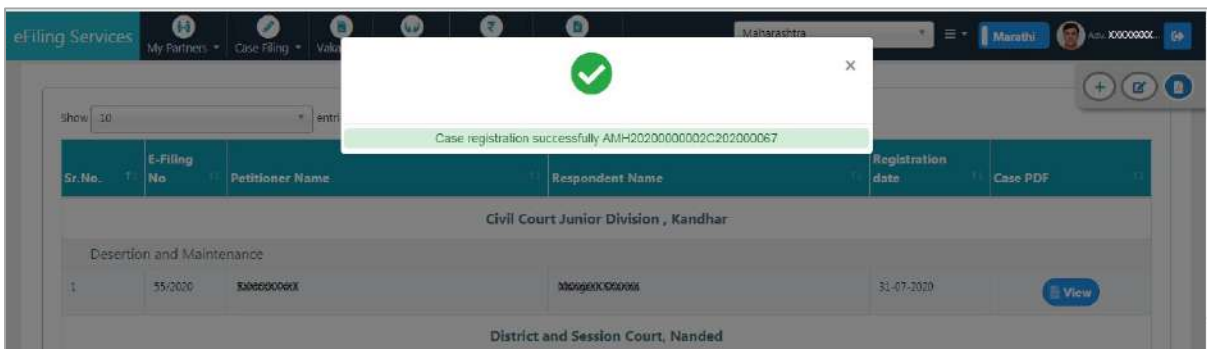 eFiling Services My Partners Case Filing Maharashtra Marathi Adv.
Show 10
Case registration successfully AMH20200000002C202000067
Sr.No. E-Filing No Petitioner Name Respondent Name Registration date Case PDF
Civil Court Junior Division , Kandhar
Desertion and Maintenance
1 55/2020 31-07-2020 View
District and Session Court, Nanded